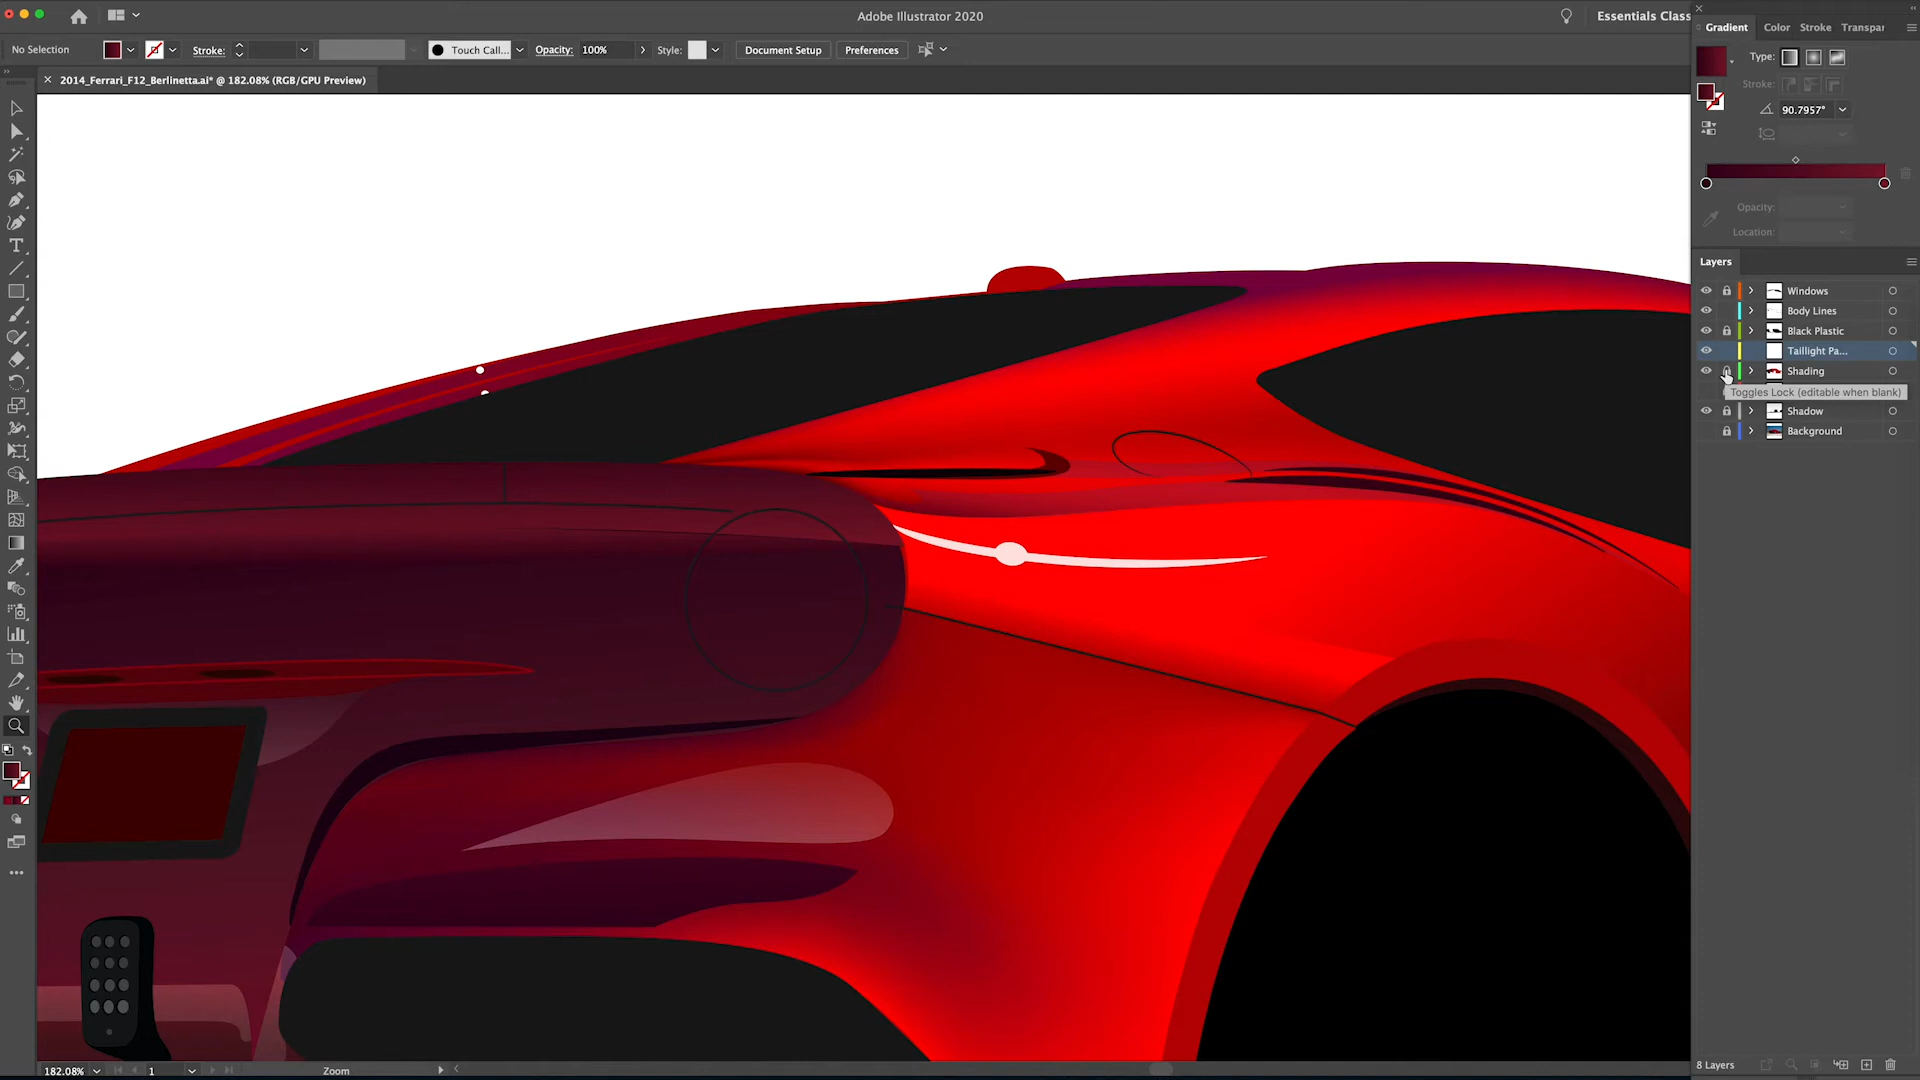 Adobe Illustrator 2020
Essentials Class
No Selection
Stroke:
Touch Call...
Opacity:
100%
Style:
Document Setup
Preferences
2014_Ferrari_F12_Berlinetta.ai* @ 182.08% (RGB/GPU Preview)
Gradient
Color
Stroke
Transpar
Type:
Stroke:
90.7957°
Opacity:
Location:
Layers
Windows
Body Lines
Black Plastic
Taillight Pa...
Shading
Toggles Lock (editable when blank)
Shadow
Background
8 Layers
182.08%
1
Zoom